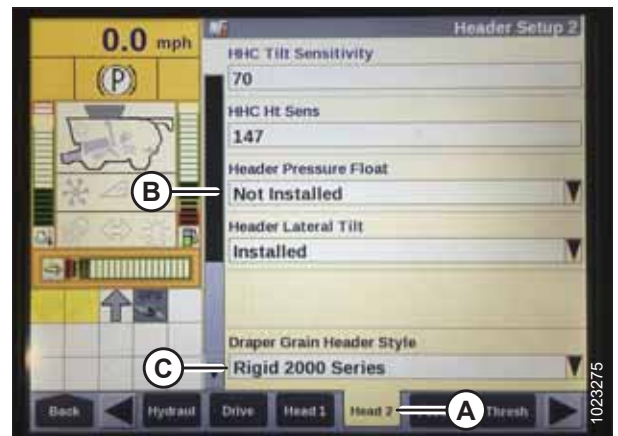 0.0 mph
Header Setup 2
(P)
HHC Tilt Sensitivity
70
HHC Ht Sens
147
Header Pressure Float
B
Not Installed
Header Lateral Tilt
Installed
Draper Grain Header Style
C
Rigid 2000 Series
Back
Hydraul
Drive
Head 1
Head 2
A
Thresh
1023275